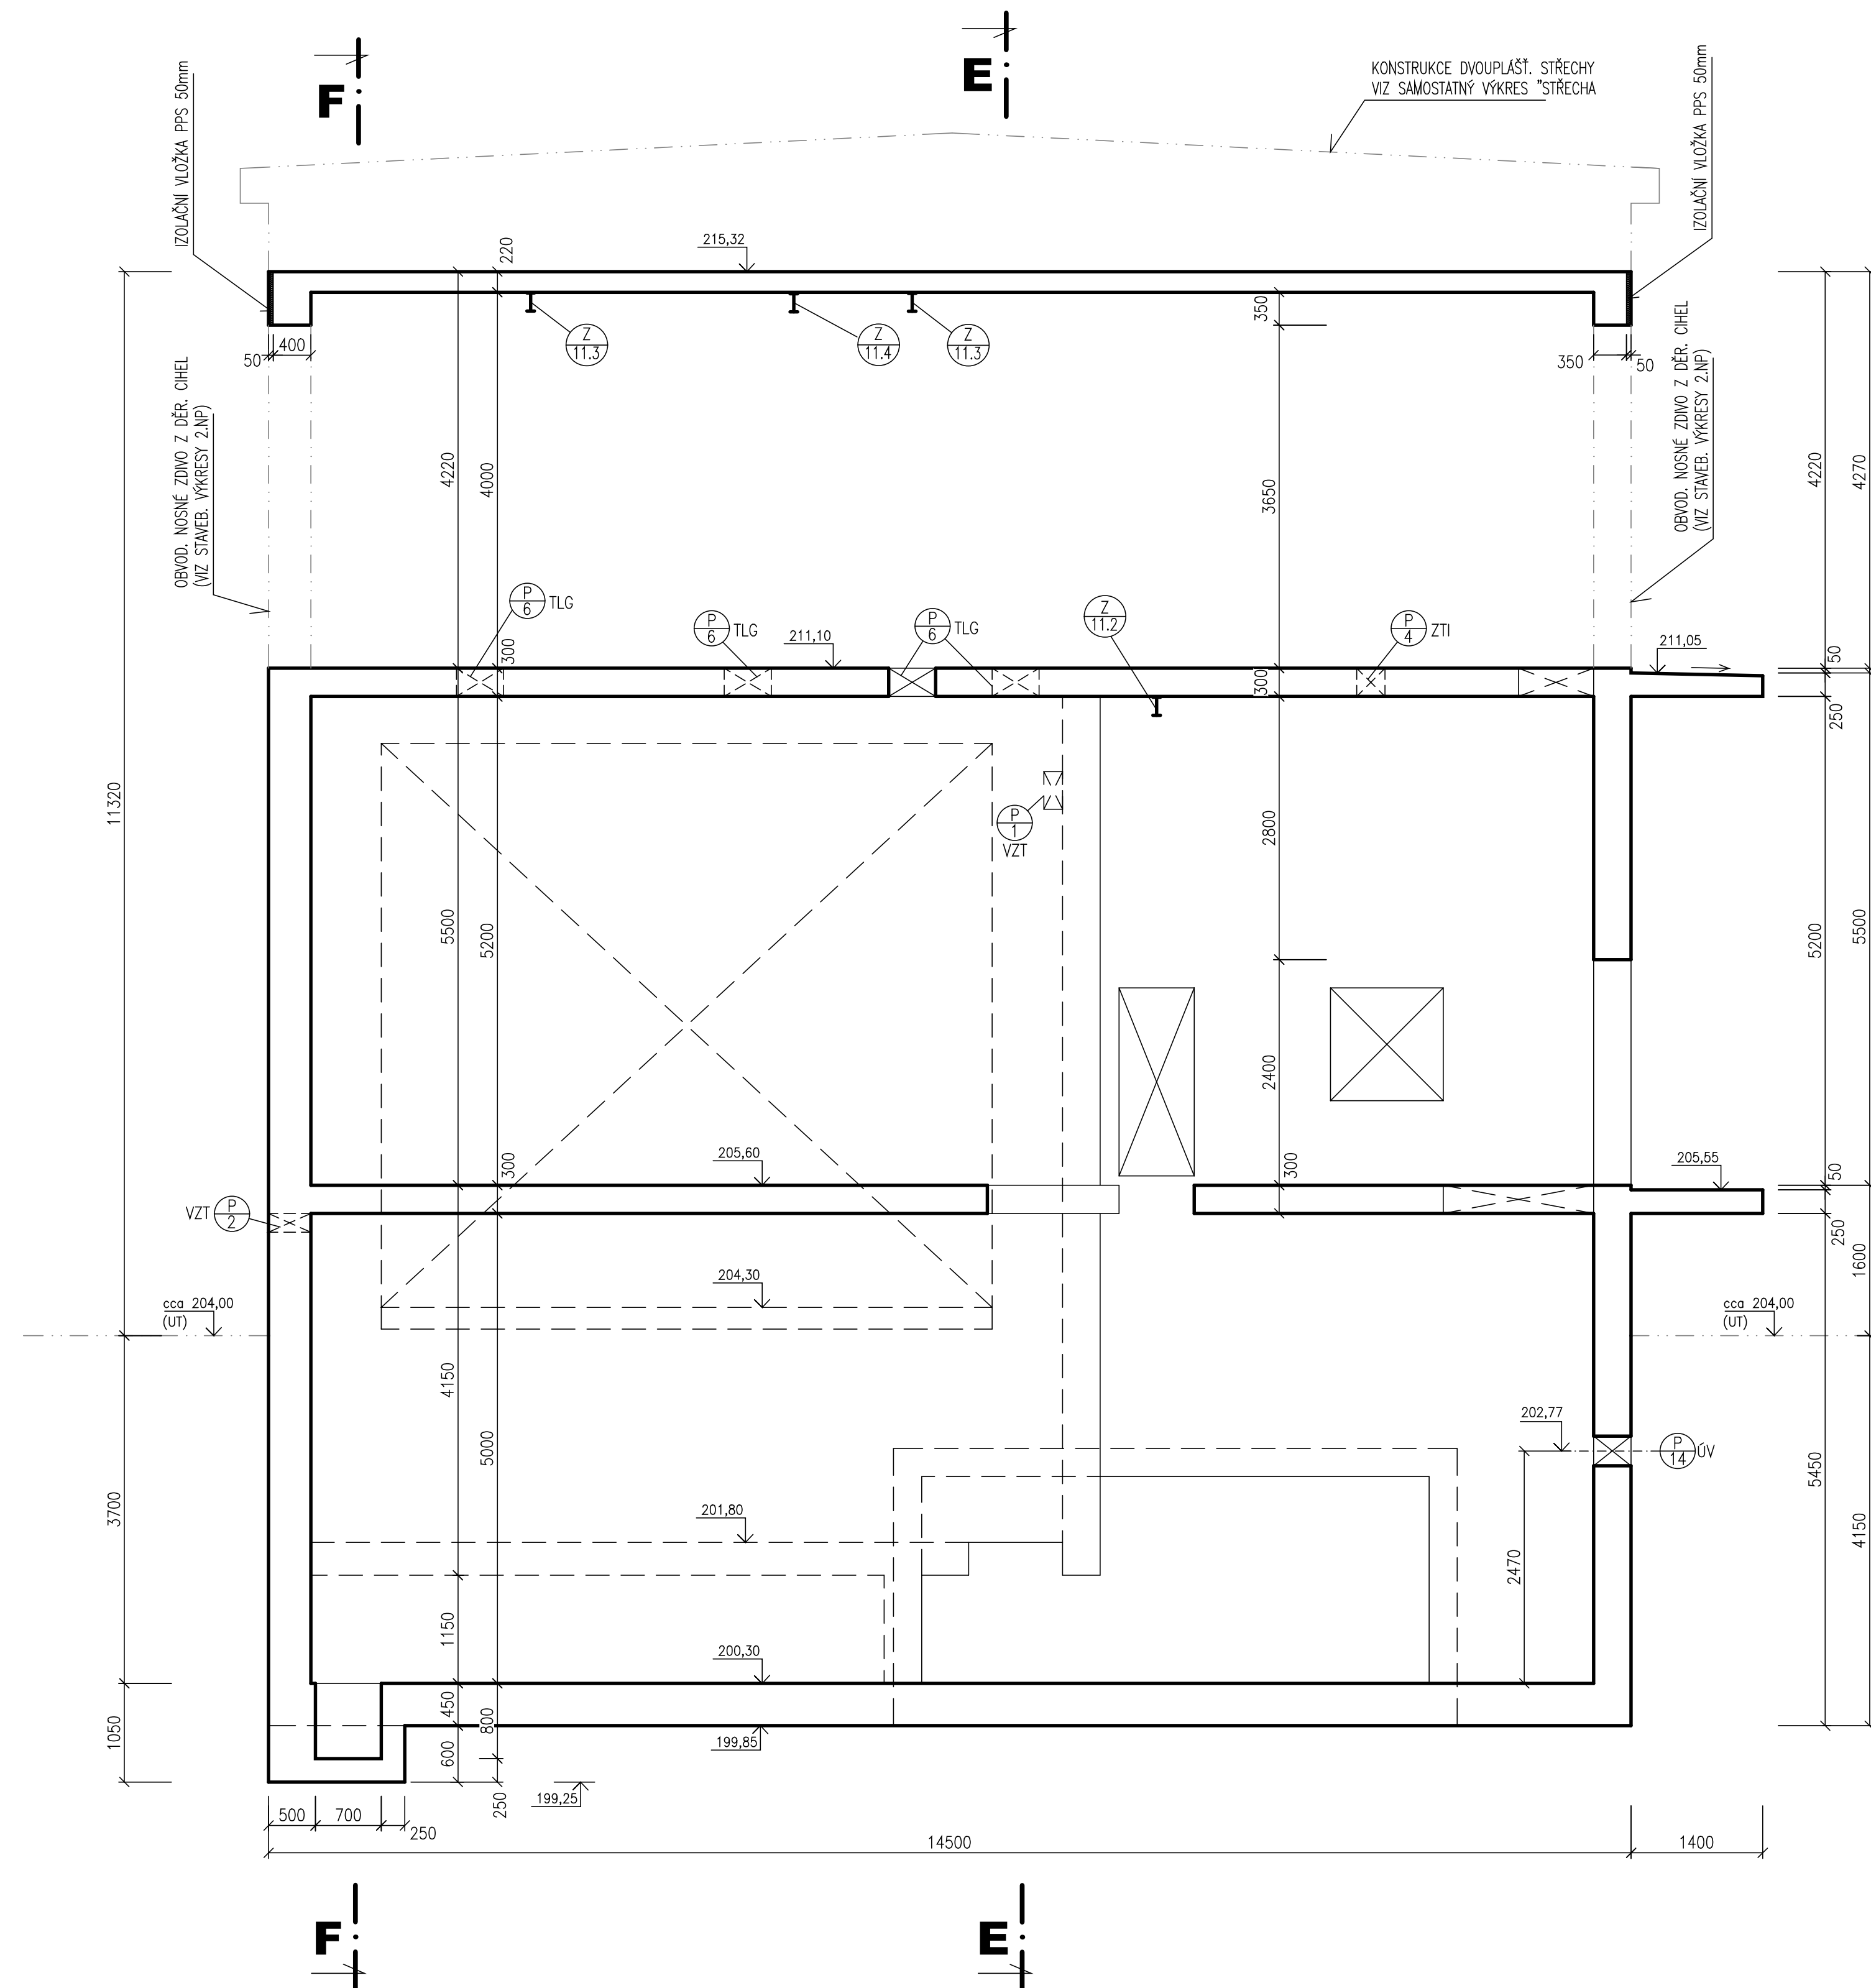 F
E
KONSTRUKCE DVOUPLÁŠŤ. STŘECHY
VIZ SAMOSTATNÝ VÝKRES "STŘECHA
IZOLAČNÍ VLOŽKA PPS 50mm
IZOLAČNÍ VLOŽKA PPS 50mm
220
215,32
50
400
Z
11.3
Z
11.4
Z
11.3
350
350
50
OBVOD. NOSNÉ ZDIVO Z DĚR. CIHEL
(VIZ STAVEB. VÝKRESY 2.NP)
OBVOD. NOSNÉ ZDIVO Z DĚR. CIHEL
(VIZ STAVEB. VÝKRESY 2.NP)
4220
4000
3650
4220
4270
P
6
TLG
P
6
TLG
P
6
TLG
Z
11.2
P
4
ZTI
300
211,10
300
211,05
50
250
11320
P
1
VZT
2800
5500
5200
5200
5500
2400
300
205,60
300
205,55
50
250
VZT
P
2
1600
204,30
cca 204,00
(UT)
cca 204,00
(UT)
4150
5000
202,77
P
14
ÚV
5450
3700
201,80
2470
4150
1150
200,30
450
800
1050
600
199,85
250
199,25
500
700
250
14500
1400
F
E